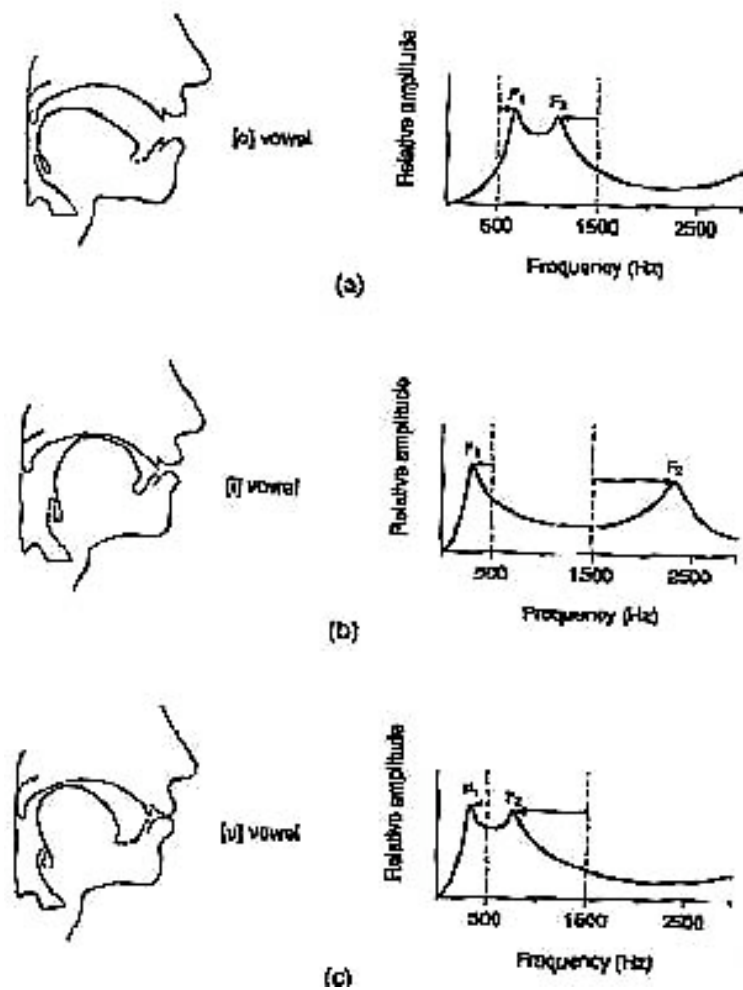 Relative amplitude
F₁
F₂
[a] vowel
500
1500
2500
Frequency (Hz)
(a)
Relative amplitude
F₁
F₂
[i] vowel
500
1500
2500
Frequency (Hz)
(b)
Relative amplitude
F₁
F₂
[u] vowel
500
1500
2500
Frequency (Hz)
(c)